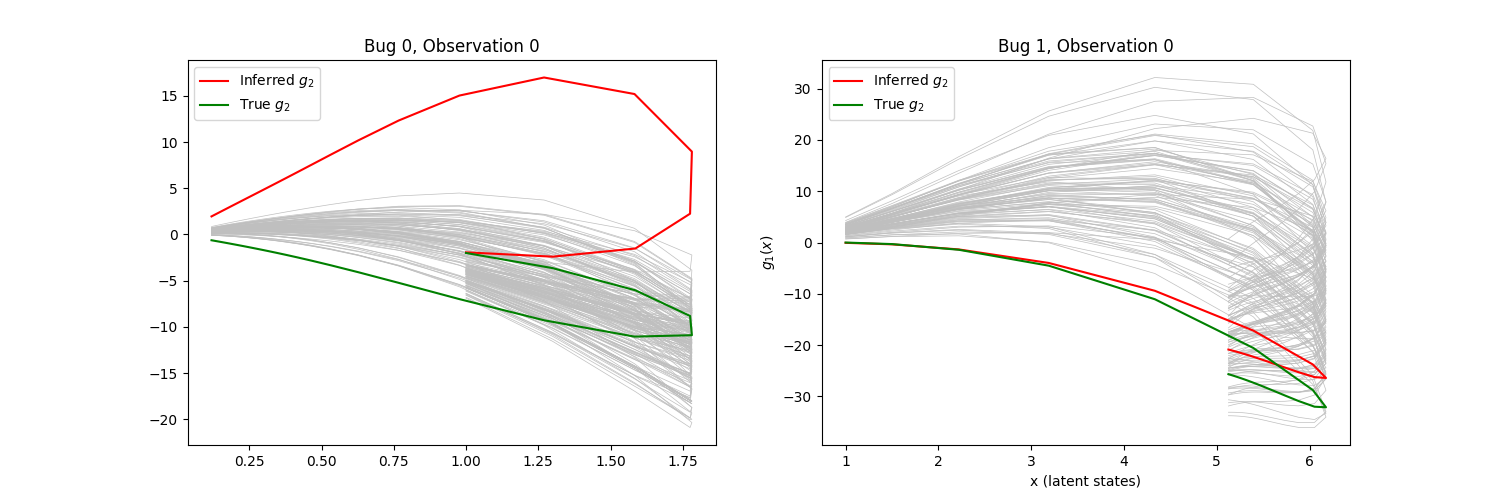 Bug 0, Observation 0
Inferred g₂
True g₂
15
10
5
0
−5
−10
−15
−20
0.25 0.50 0.75 1.00 1.25 1.50 1.75
Bug 1, Observation 0
Inferred g₂
True g₂
g₁(x)
30
20
10
0
−10
−20
−30
1 2 3 4 5 6
x (latent states)